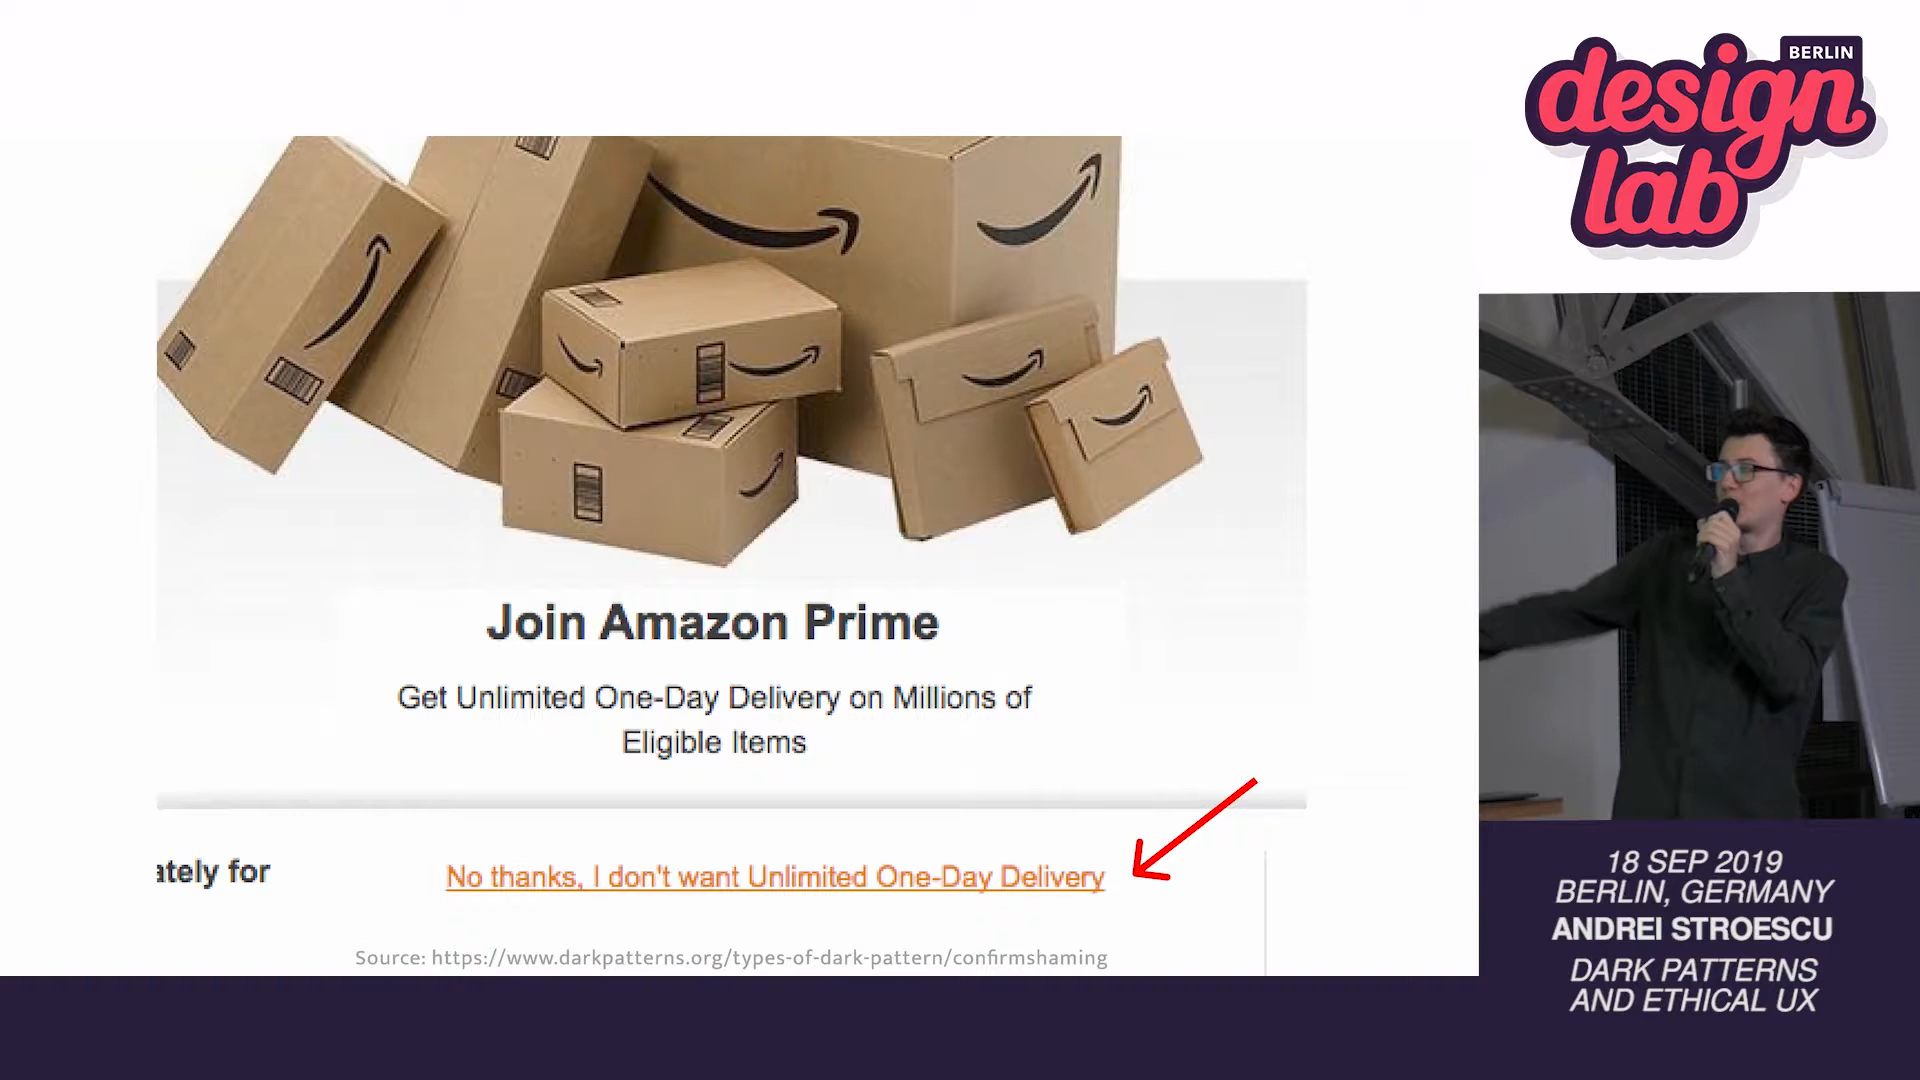 BERLIN
design
lab
Join Amazon Prime
Get Unlimited One-Day Delivery on Millions of
Eligible Items
ately for
No thanks, I don't want Unlimited One-Day Delivery
Source: https://www.darkpatterns.org/types-of-dark-pattern/confirmshaming
18 SEP 2019
BERLIN, GERMANY
ANDREI STROESCU
DARK PATTERNS
AND ETHICAL UX